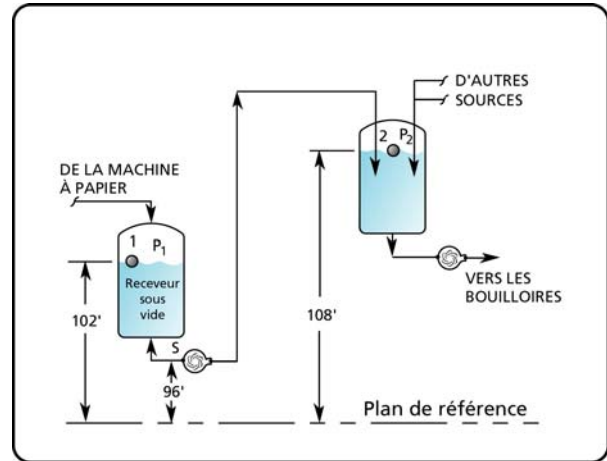 D'AUTRES
SOURCES
2 P2
DE LA MACHINE
À PAPIER
1 P1
Receveur
sous
vide
102'
S
96'
108'
VERS LES
BOUILLOIRES
Plan de référence